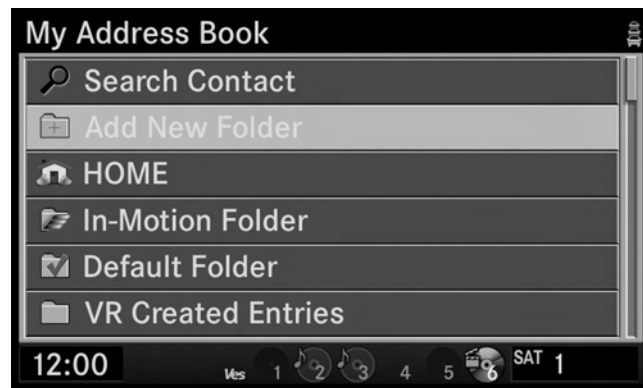 My Address Book
Search Contact
Add New Folder
HOME
In-Motion Folder
Default Folder
VR Created Entries
12:00 Ves 1 2 3 4 5 6 SAT 1